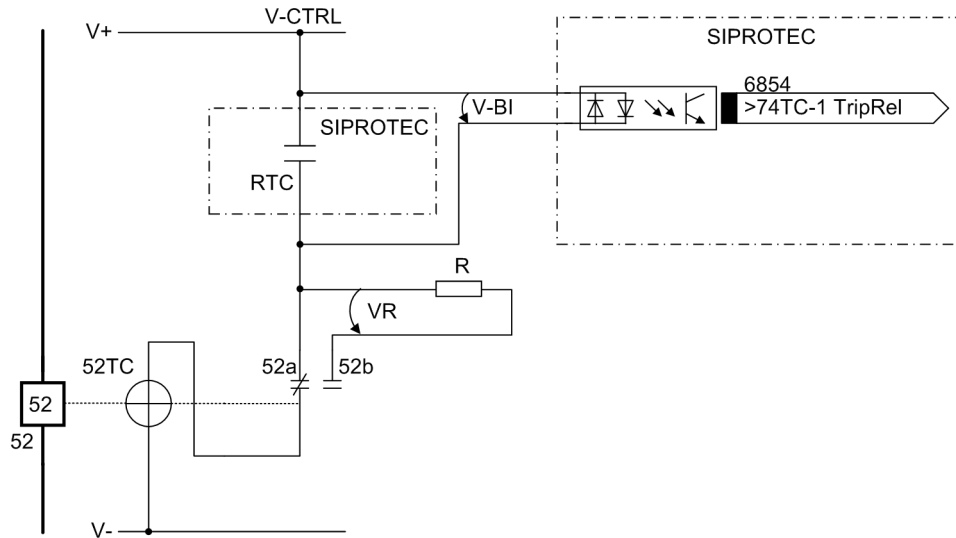 V-CTRL
V+
SIPROTEC
6854
>74TC-1 TripRel
V-BI
SIPROTEC
RTC
R
VR
52TC
52a
52b
52
52
V-